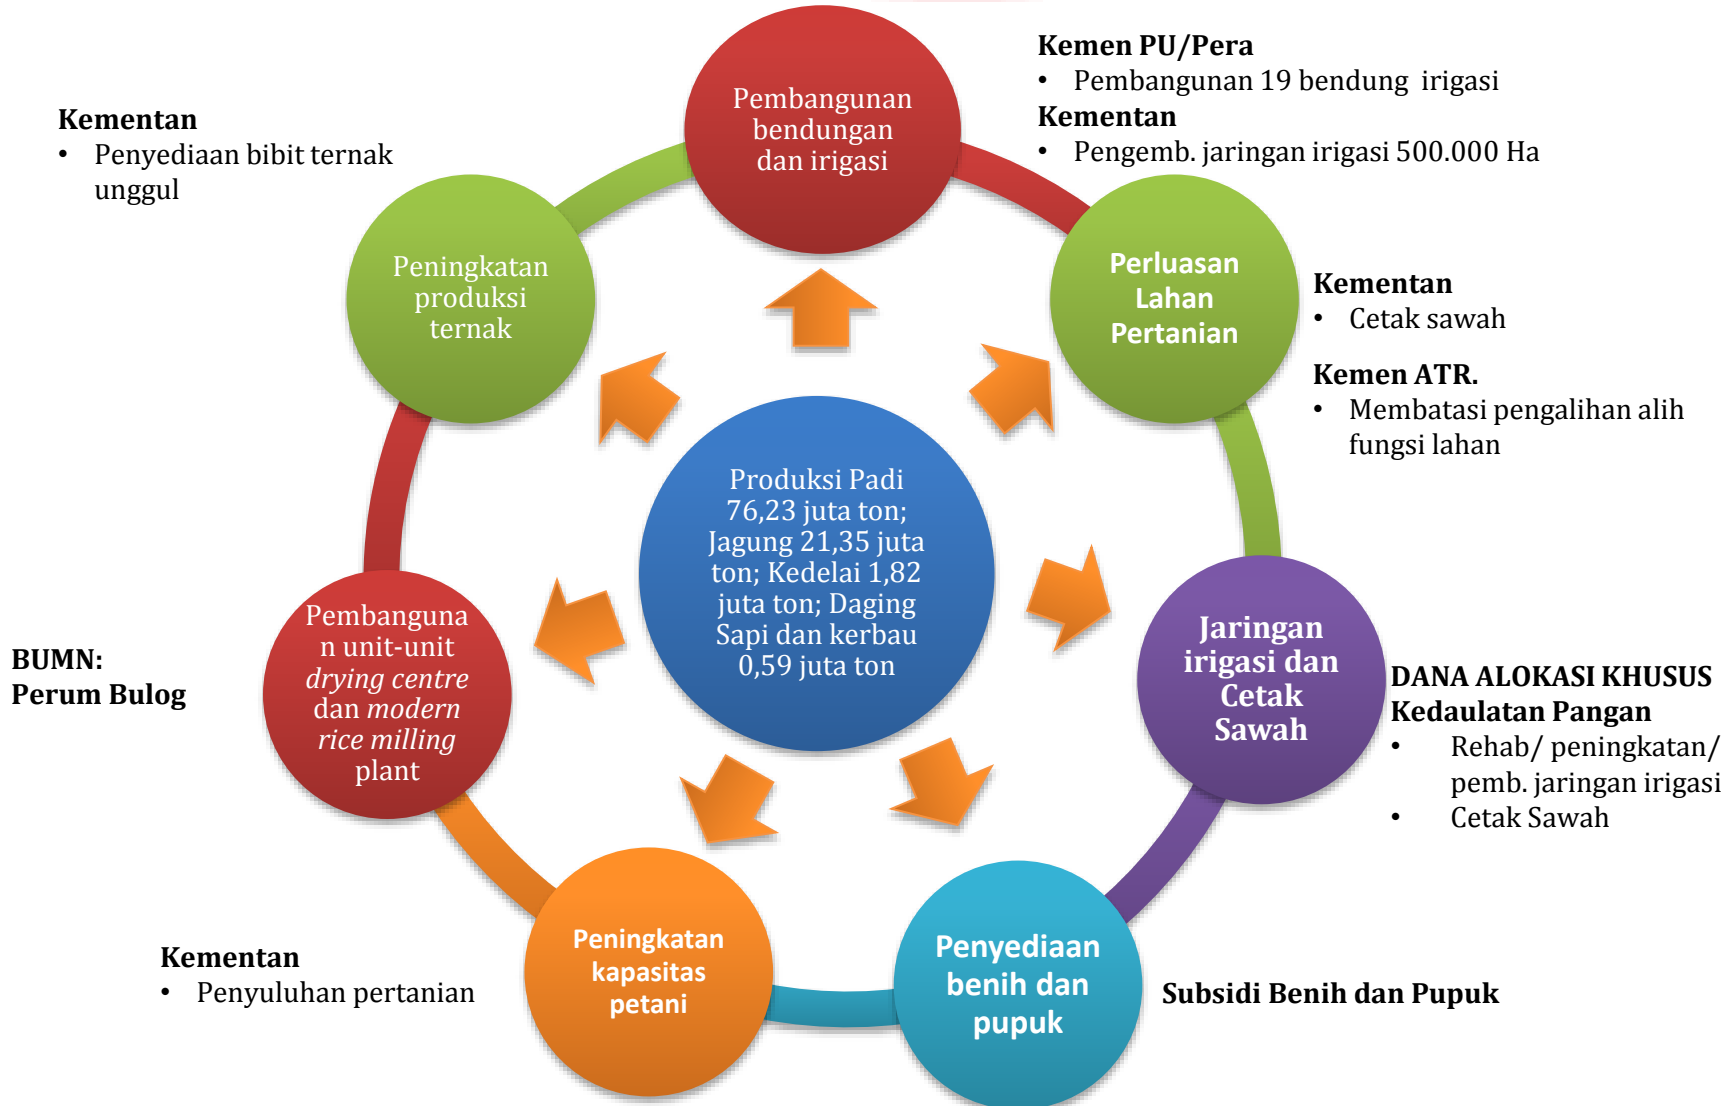 Pembangunan
bendungan
dan irigasi
Kemen PU/Pera
• Pembangunan 19 bendung irigasi
Kementan
• Pengemb. jaringan irigasi 500.000 Ha
Perluasan
Lahan
Pertanian
Kementan
• Cetak sawah
Kemen ATR.
• Membatasi pengalihan alih
fungsi lahan
Jaringan
irigasi dan
Cetak
Sawah
DANA ALOKASI KHUSUS
Kedaulatan Pangan
• Rehab/ peningkatan/
pemb. jaringan irigasi
• Cetak Sawah
Penyediaan
benih dan
pupuk
Subsidi Benih dan Pupuk
Peningkatan
kapasitas
petani
Kementan
• Penyuluhan pertanian
Pembanguna
n unit-unit
drying centre
dan modern
rice milling
plant
BUMN:
Perum Bulog
Peningkatan
produksi
ternak
Kementan
• Penyediaan bibit ternak
unggul
Produksi Padi
76,23 juta ton;
Jagung 21,35 juta
ton; Kedelai 1,82
juta ton; Daging
Sapi dan kerbau
0,59 juta ton